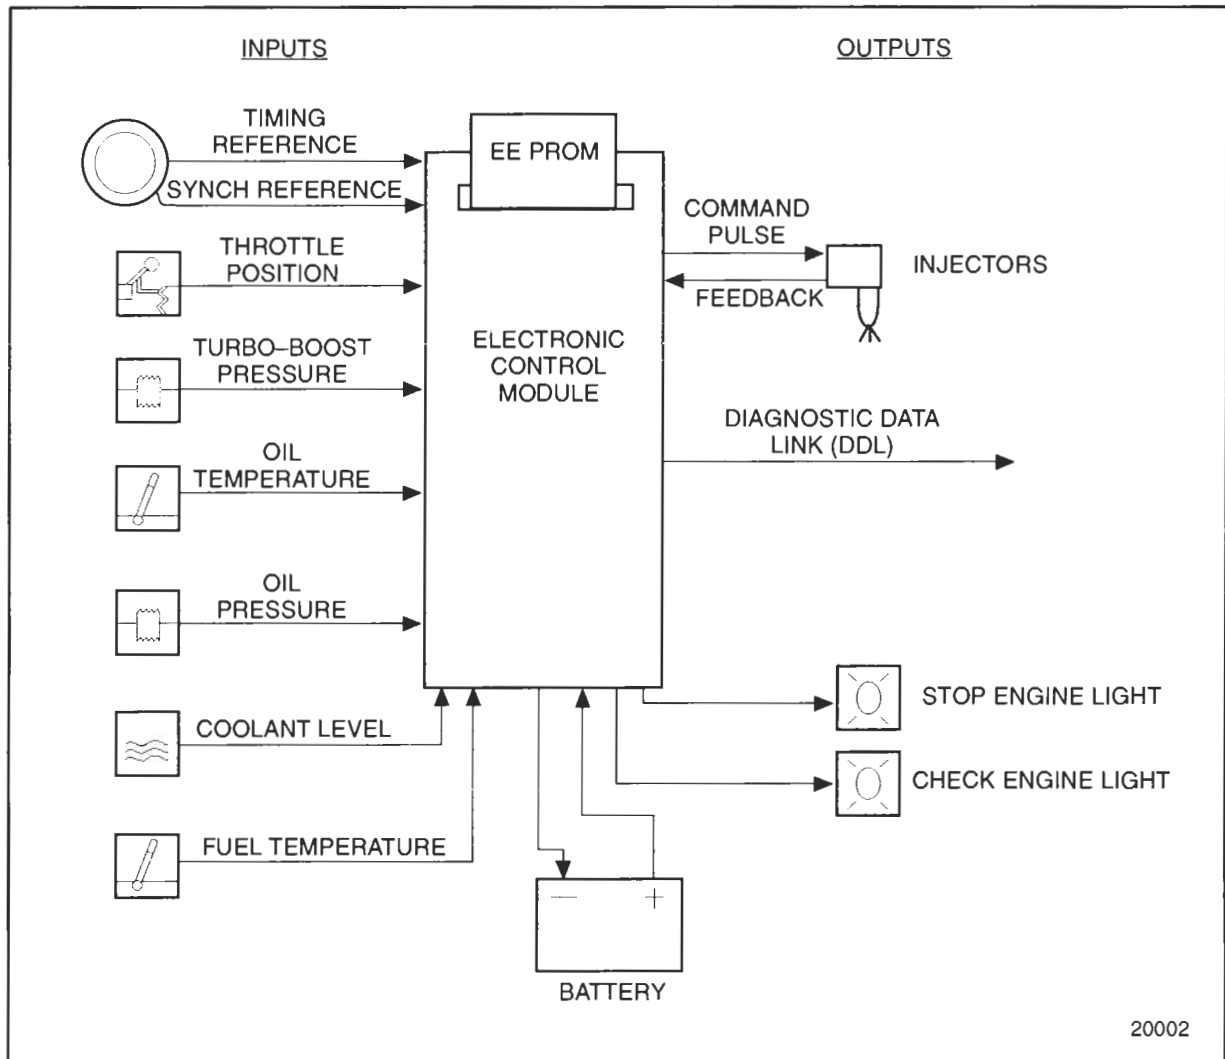 INPUTS
OUTPUTS
TIMING
REFERENCE
SYNCH REFERENCE
THROTTLE
POSITION
TURBO–BOOST
PRESSURE
OIL
TEMPERATURE
OIL
PRESSURE
COOLANT LEVEL
FUEL TEMPERATURE
EE PROM
ELECTRONIC
CONTROL
MODULE
COMMAND
PULSE
FEEDBACK
INJECTORS
DIAGNOSTIC DATA
LINK (DDL)
STOP ENGINE LIGHT
CHECK ENGINE LIGHT
— +
BATTERY
20002